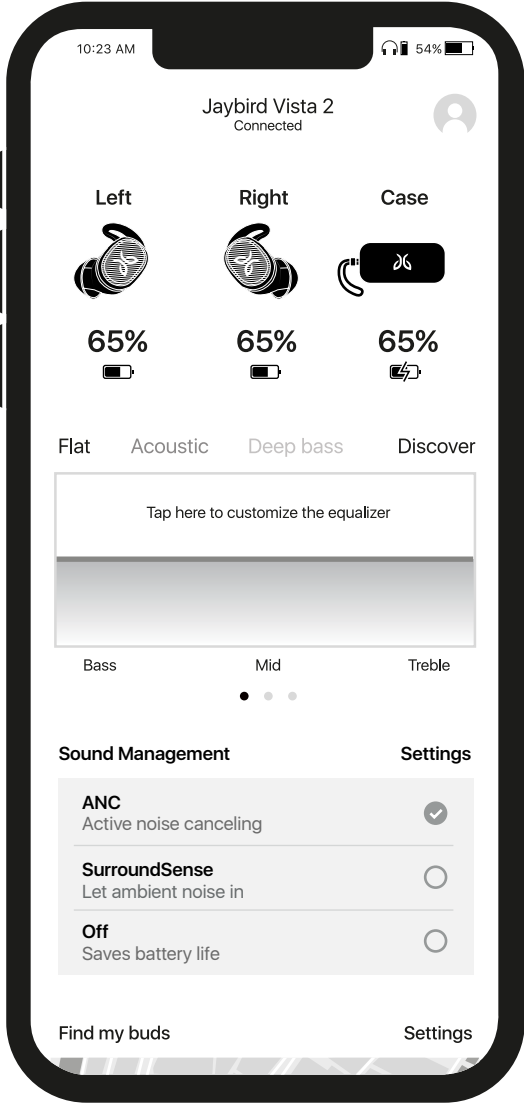 10:23 AM 54%
Jaybird Vista 2
Connected
Left Right Case
65% 65% 65%
Flat Acoustic Deep bass Discover
Tap here to customize the equalizer
Bass Mid Treble
Sound Management Settings
ANC
Active noise canceling
SurroundSense
Let ambient noise in
Off
Saves battery life
Find my buds Settings